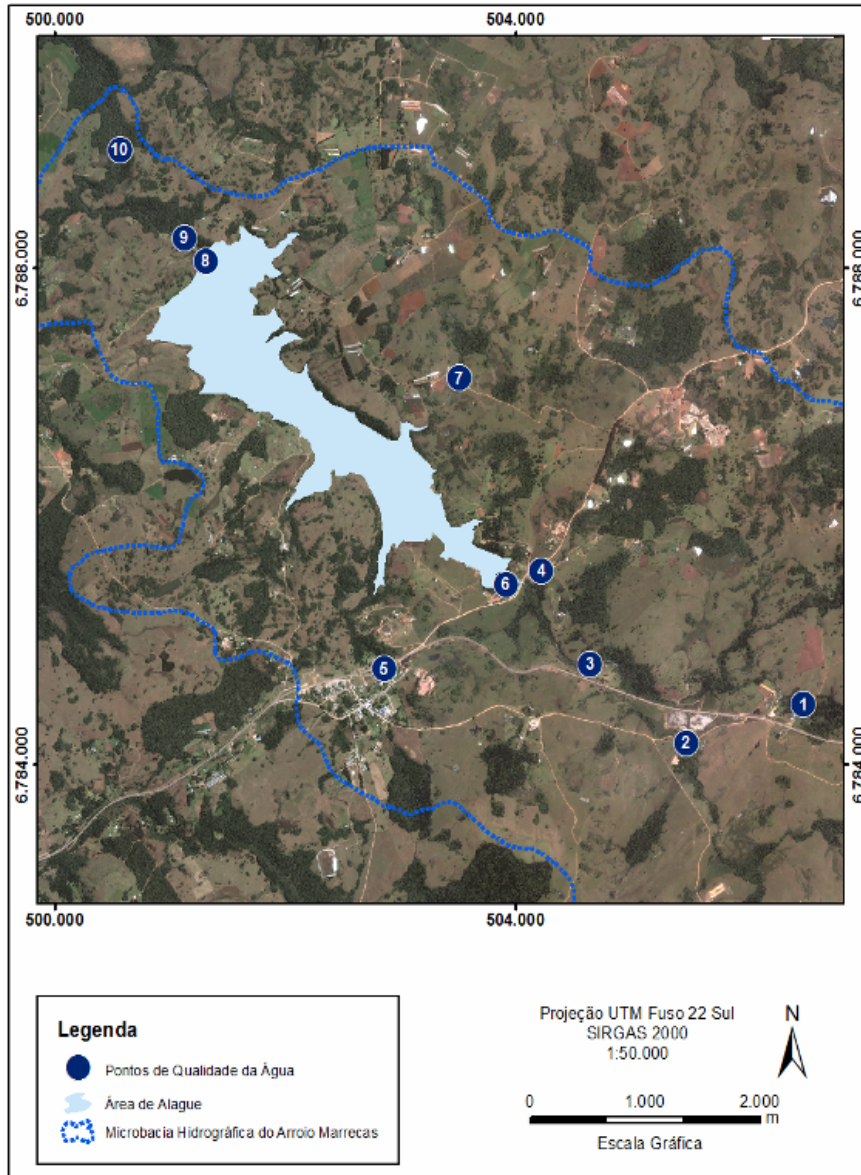 500.000
504.000
10
9
8
6.788.000
6.788.000
7
4
6
5
3
1
2
6.784.000
6.784.000
500.000
504.000
Legenda
Pontos de Qualidade da Água
Área de Alague
Microbacia Hidrográfica do Arroio Marrecas
Projeção UTM Fuso 22 Sul
SIRGAS 2000
1:50.000
N
0 1.000 2.000
m
Escala Gráfica